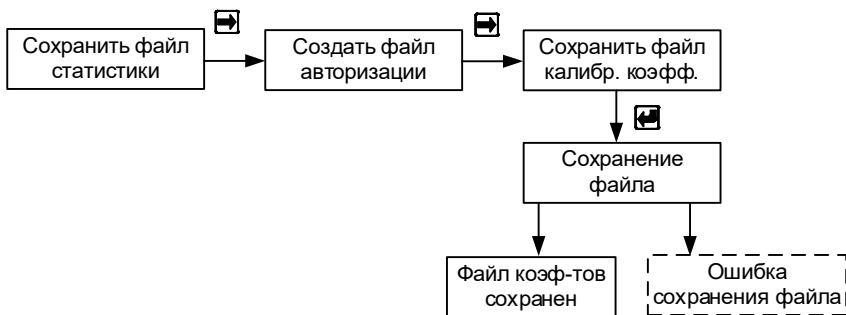 Сохранить файл
статистики
Создать файл
авторизации
Сохранить файл
калибр. коэфф.
Сохранение
файла
Файл коэф-тов
сохранен
Ошибка
сохранения файла